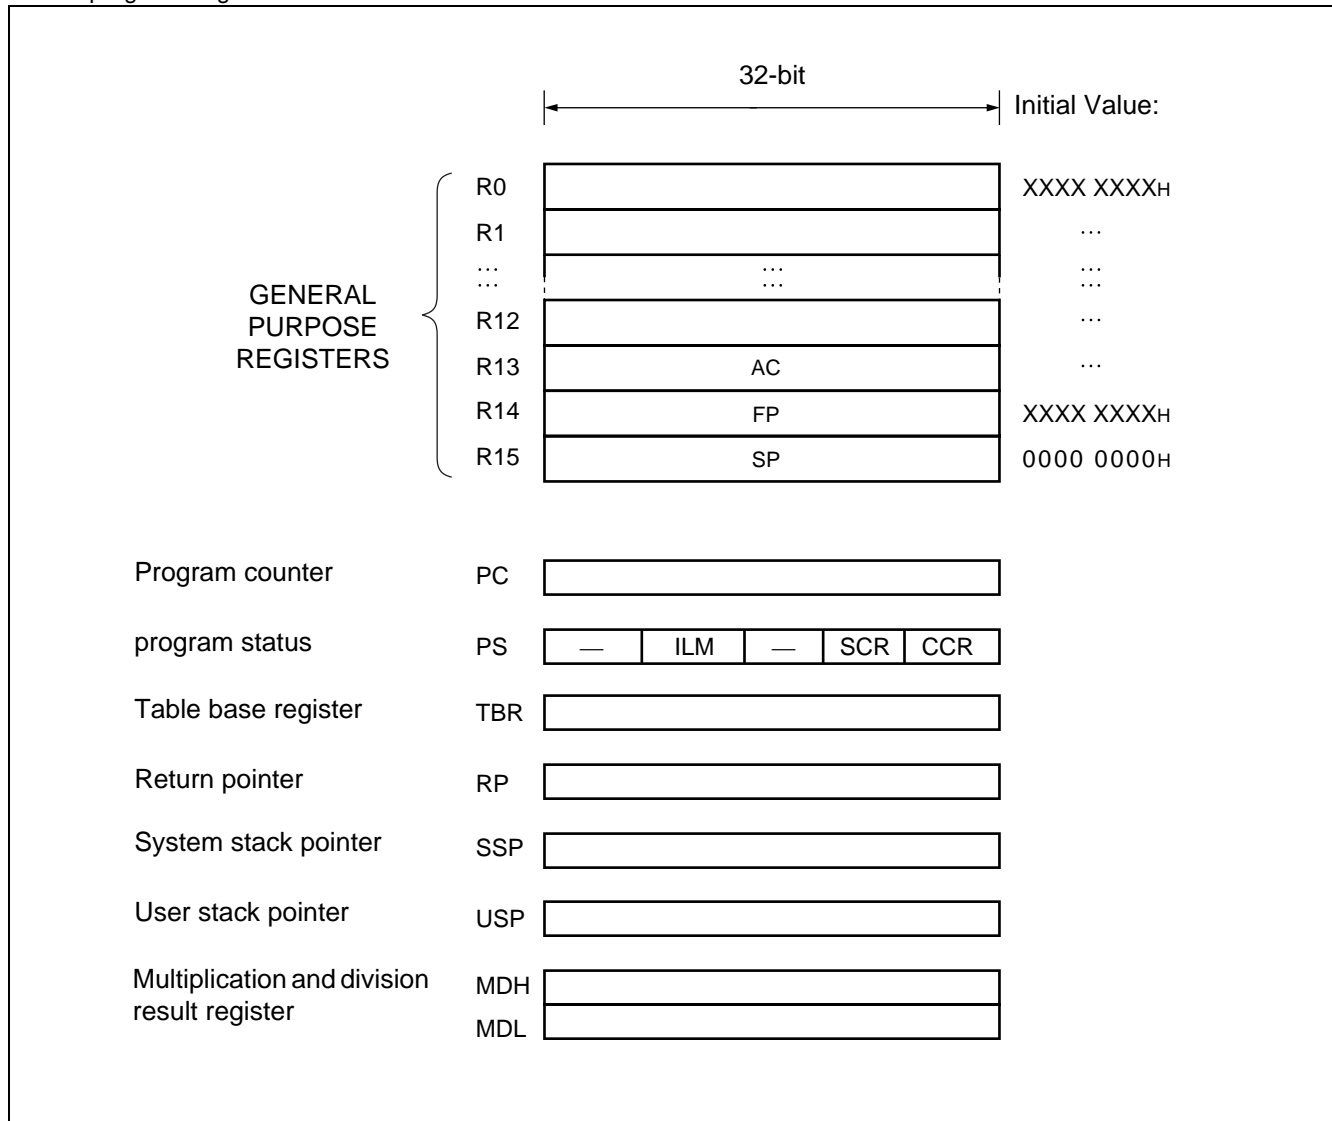 32-bit
Initial Value:
R0 XXXX XXXXH
R1 ...
... ... ...
... ... ...
GENERAL
PURPOSE
REGISTERS
R12 ...
R13 AC ...
R14 FP XXXX XXXXH
R15 SP 0000 0000H
Program counter PC
program status PS — ILM — SCR CCR
Table base register TBR
Return pointer RP
System stack pointer SSP
User stack pointer USP
Multiplication and division
result register
MDH
MDL